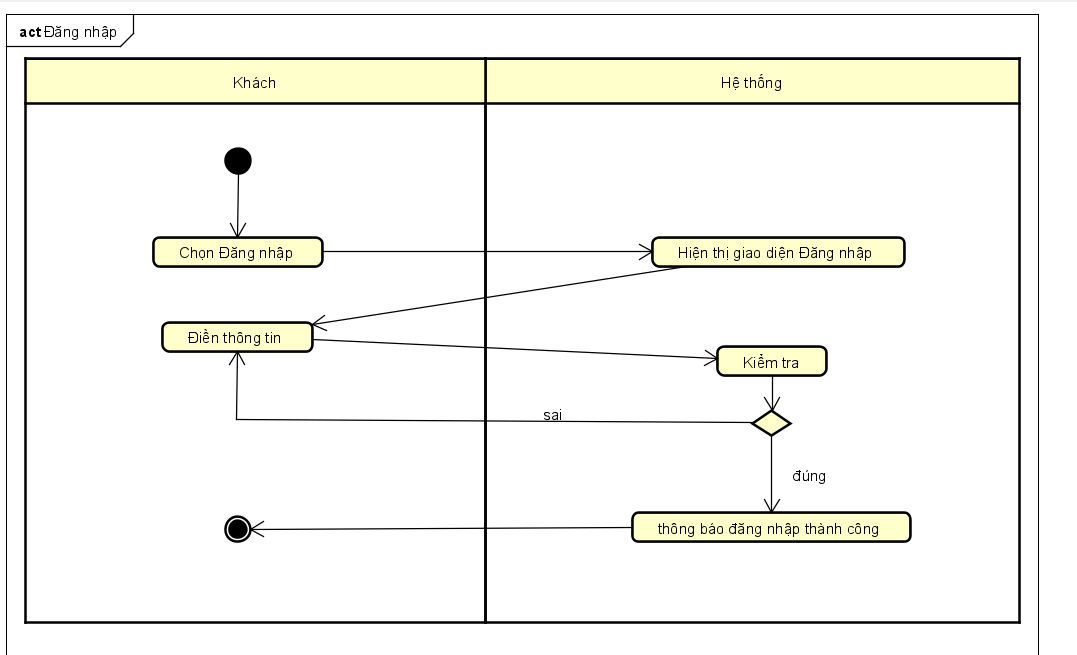 act Đăng nhập
Khách
Hệ thống
Chọn Đăng nhập
Hiện thị giao diện Đăng nhập
Điền thông tin
Kiểm tra
sai
đúng
thông báo đăng nhập thành công